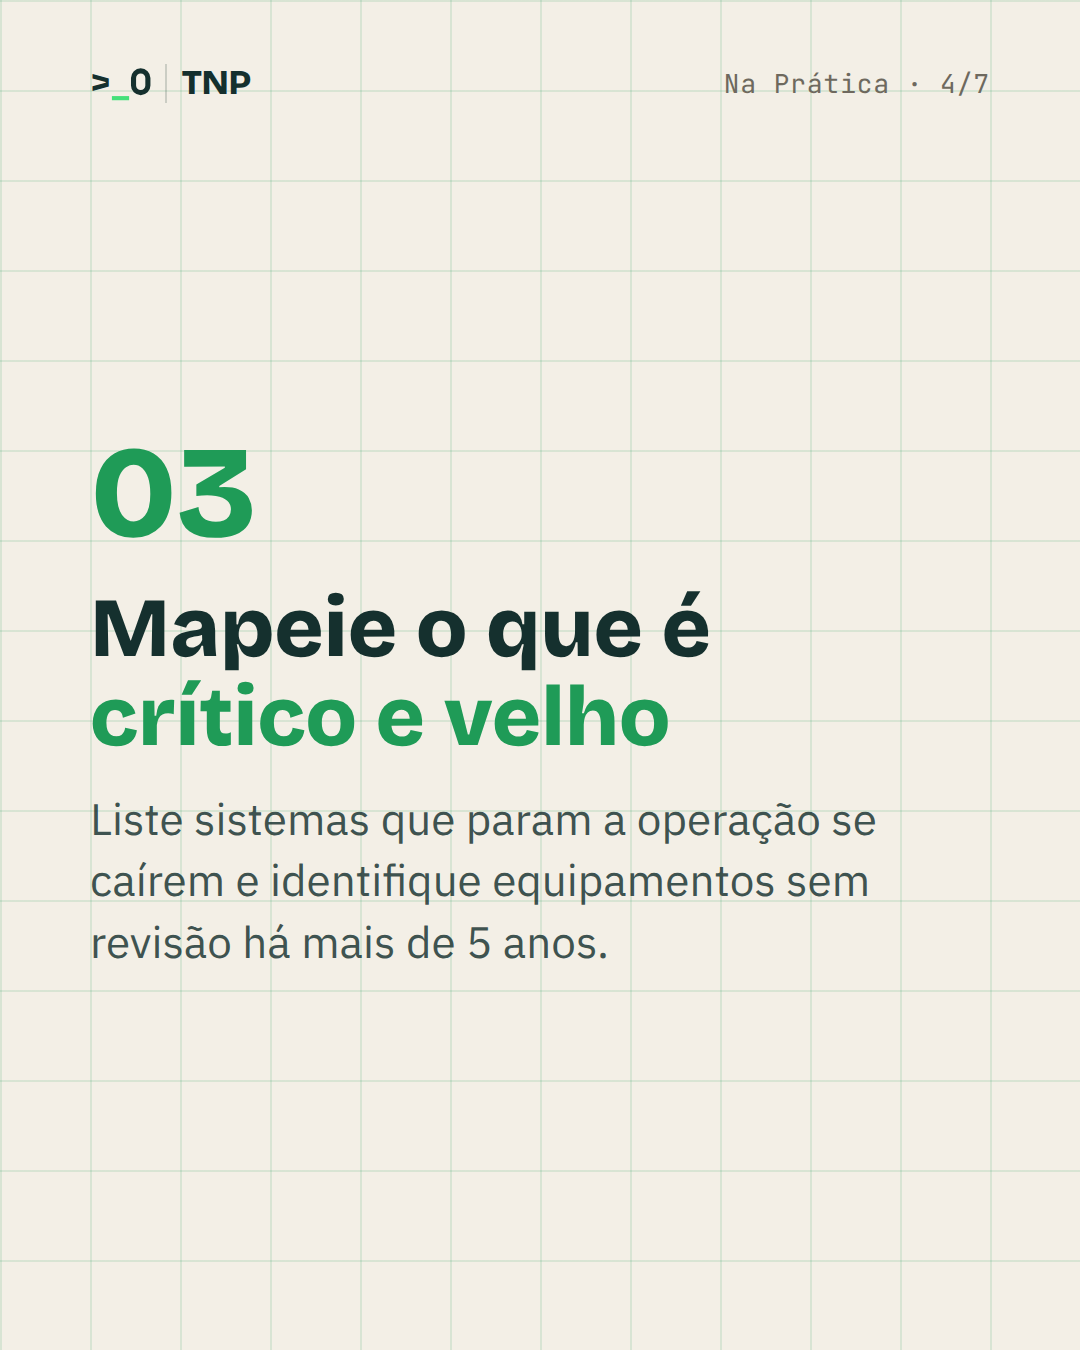 >_O | TNP
Na Prática · 4/7
03
Mapeie o que é
crítico e velho
Liste sistemas que param a operação se
caírem e identifique equipamentos sem
revisão há mais de 5 anos.